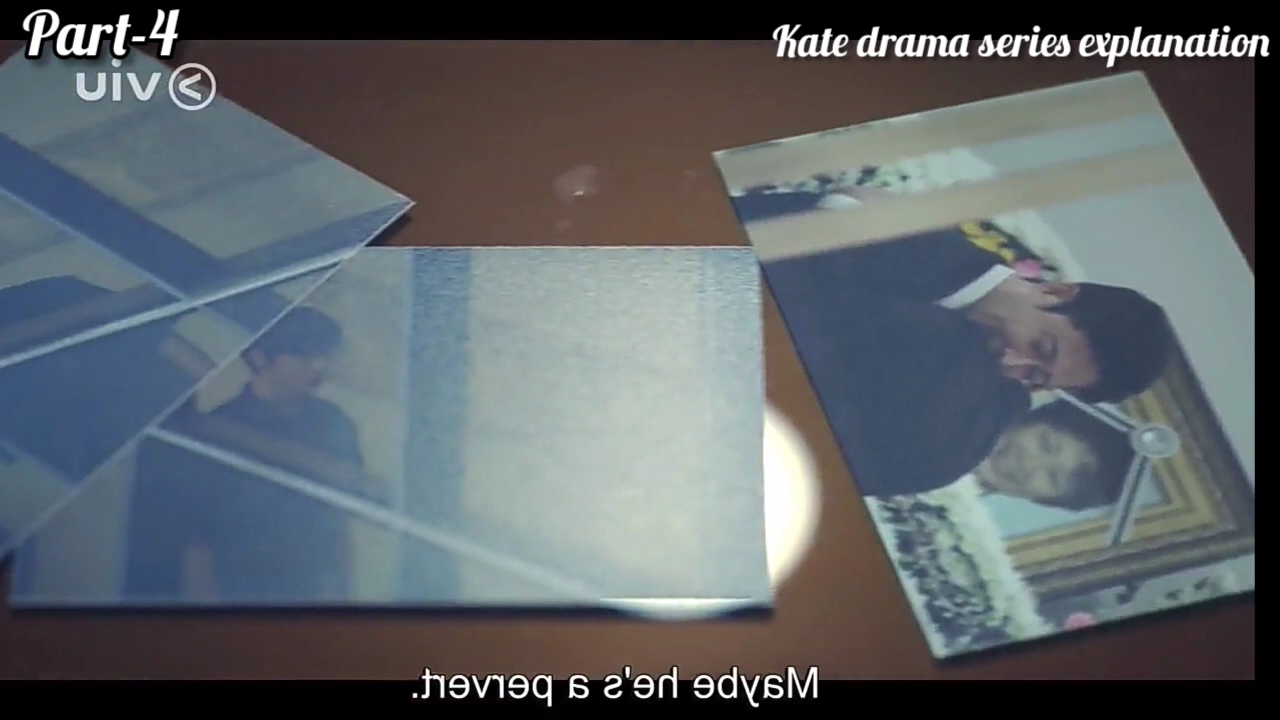 Part-4
Kate drama series explanation
viu
Maybe he's a pervert.